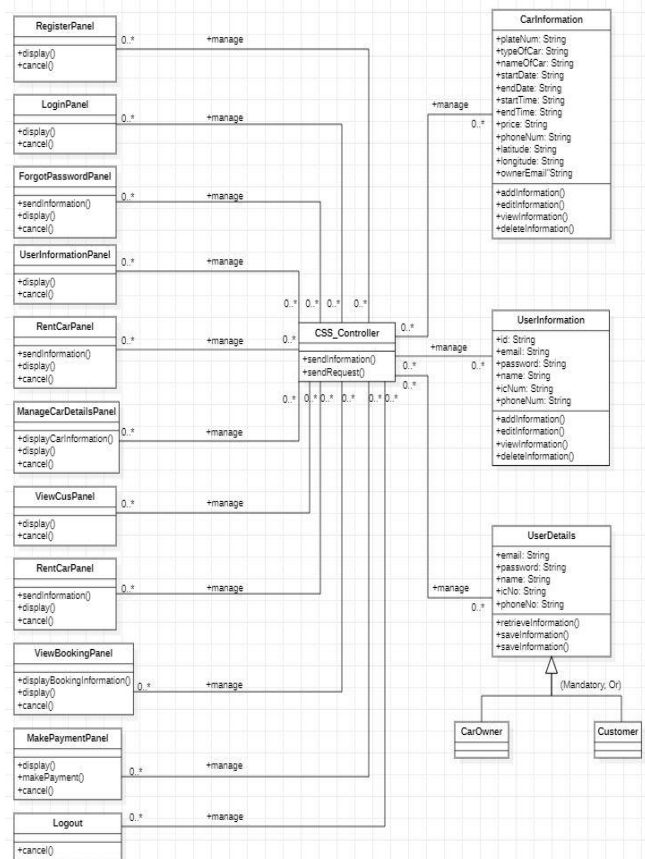 RegisterPanel
+display()
+cancel()
0..*
+manage
LoginPanel
+display()
+cancel()
0..*
+manage
ForgotPasswordPanel
+sendInformation()
+display()
+cancel()
0..*
+manage
UserInformationPanel
+display()
+cancel()
0..*
+manage
RentCarPanel
+sendInformation()
+display()
+cancel()
0..*
+manage
ManageCarDetailsPanel
+displayCarInformation()
+display()
+cancel()
0..*
+manage
ViewCusPanel
+display()
+cancel()
0..*
+manage
RentCarPanel
+sendInformation()
+display()
+cancel()
0..*
+manage
ViewBookingPanel
+displayBookingInformation()
+display()
+cancel()
0..*
+manage
MakePaymentPanel
+display()
+makePayment()
+cancel()
0..*
+manage
Logout
+cancel()
0..*
+manage
0..* 0..* 0..* 0..*
0..*
CSS_Controller
+sendInformation()
+sendRequest()
0..* 0..* 0..* 0..* 0..* 0..*
0..*
0..*
0..*
+manage
0..*
CarInformation
+plateNum: String
+typeOfCar: String
+nameOfCar: String
+startDate: String
+endDate: String
+startTime: String
+endTime: String
+price: String
+phoneNum: String
+latitude: String
+longitude: String
+ownerEmail"String
+addInformation()
+editInformation()
+viewInformation()
+deleteInformation()
+manage
0..*
UserInformation
+id: String
+email: String
+password: String
+name: String
+icNum: String
+phoneNum: String
+addInformation()
+editInformation()
+viewInformation()
+deleteInformation()
+manage
0..*
UserDetails
+email: String
+password: String
+name: String
+icNo: String
+phoneNo: String
+retrieveInformation()
+saveInformation()
+saveInformation()
(Mandatory, Or)
CarOwner
Customer